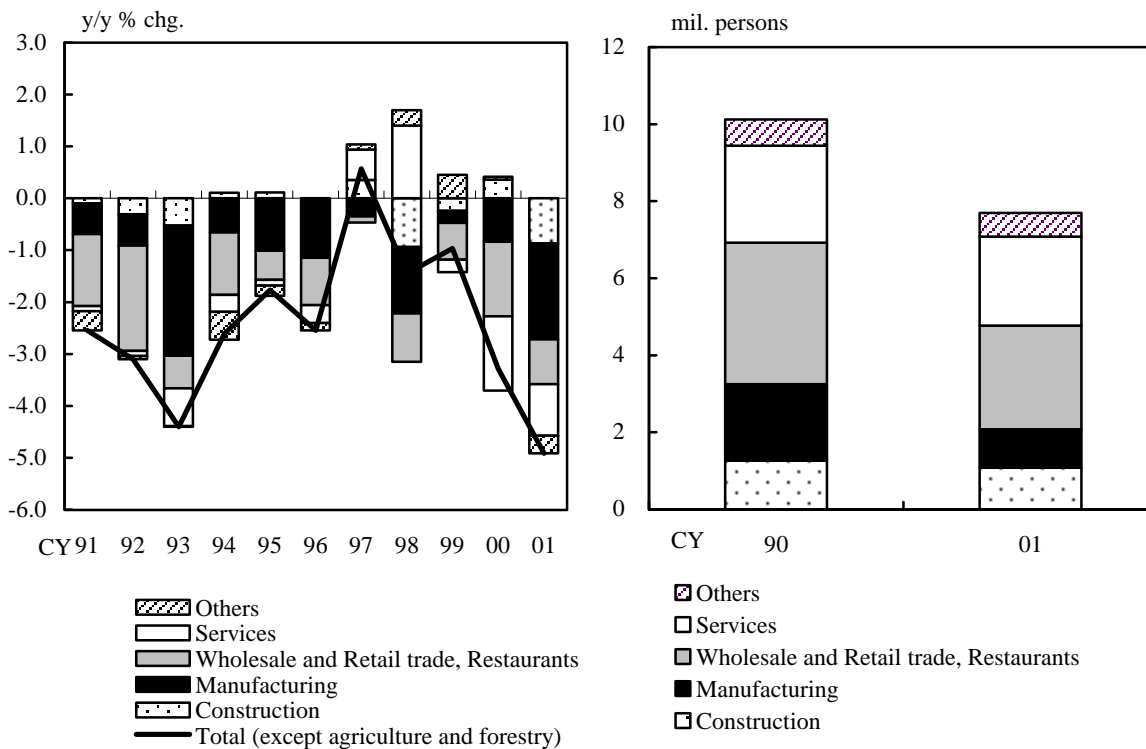 y/y % chg.
3.0
2.0
1.0
0.0
-1.0
-2.0
-3.0
-4.0
-5.0
-6.0
CY 91 92 93 94 95 96 97 98 99 00 01
Others
Services
Wholesale and Retail trade, Restaurants
Manufacturing
Construction
Total (except agriculture and forestry)
mil. persons
12
10
8
6
4
2
0
CY 90 01
Others
Services
Wholesale and Retail trade, Restaurants
Manufacturing
Construction